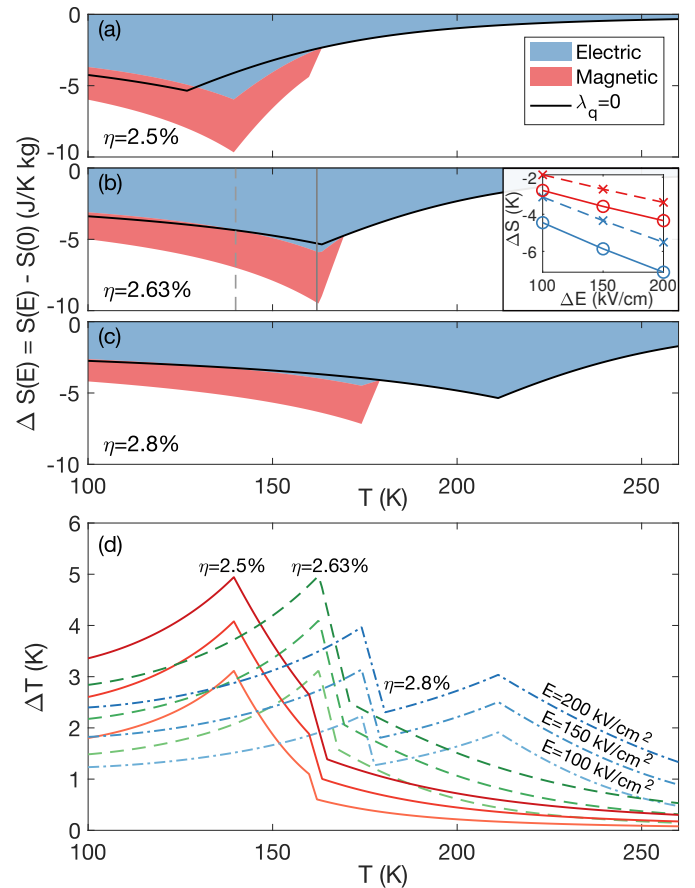 0
(a)
-5
-10
η=2.5%
Electric
Magnetic
λq=0
0
(b)
-5
-10
η=2.63%
-2
-4
-6
Δ S (K)
100 150 200
ΔE (kV/cm)
0
(c)
-5
-10
η=2.8%
Δ S(E) = S(E) - S(0) (J/K kg)
100 150 200 250
T (K)
6
5
4
3
2
1
0
(d)
η=2.5%
η=2.63%
η=2.8%
E=200 kV/cm²
E=150 kV/cm²
E=100 kV/cm²
ΔT (K)
100 150 200 250
T (K)